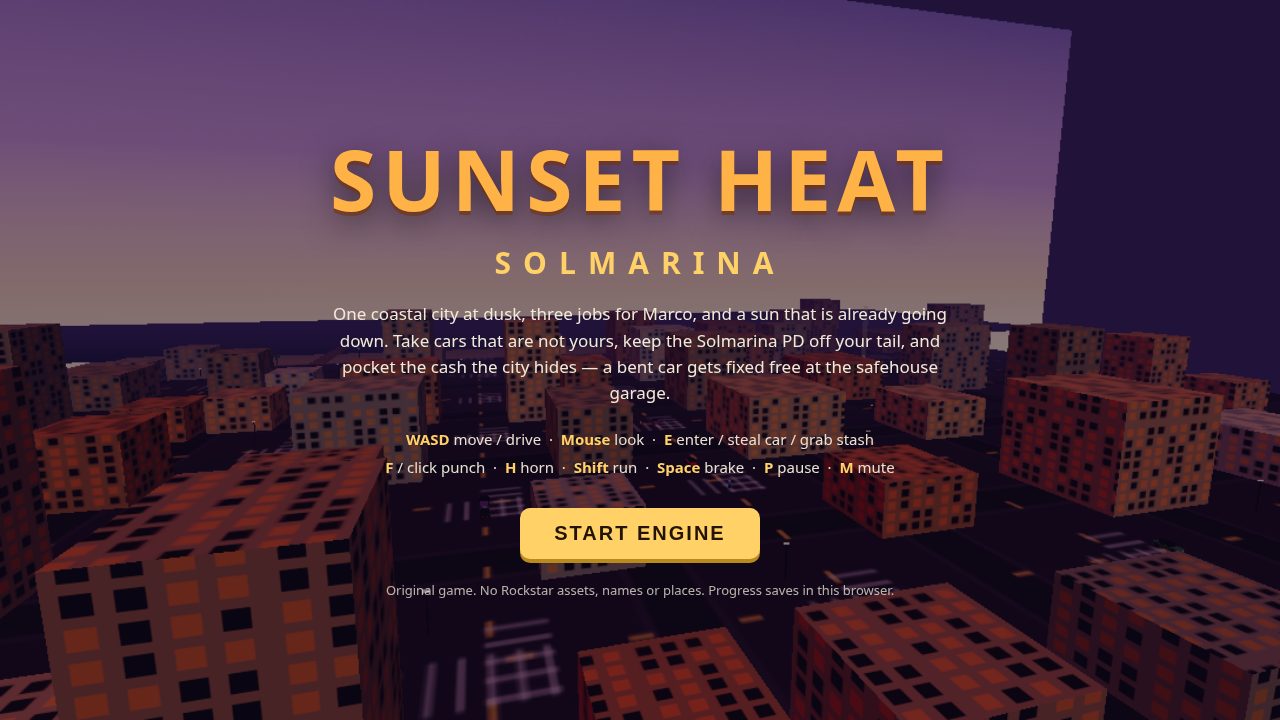 SUNSET HEAT
SOLMARINA
One coastal city at dusk, three jobs for Marco, and a sun that is already going
down. Take cars that are not yours, keep the Solmarina PD off your tail, and
pocket the cash the city hides — a bent car gets fixed free at the safehouse
garage.
WASD move / drive · Mouse look · E enter / steal car / grab stash
F / click punch · H horn · Shift run · Space brake · P pause · M mute
START ENGINE
Original game. No Rockstar assets, names or places. Progress saves in this browser.